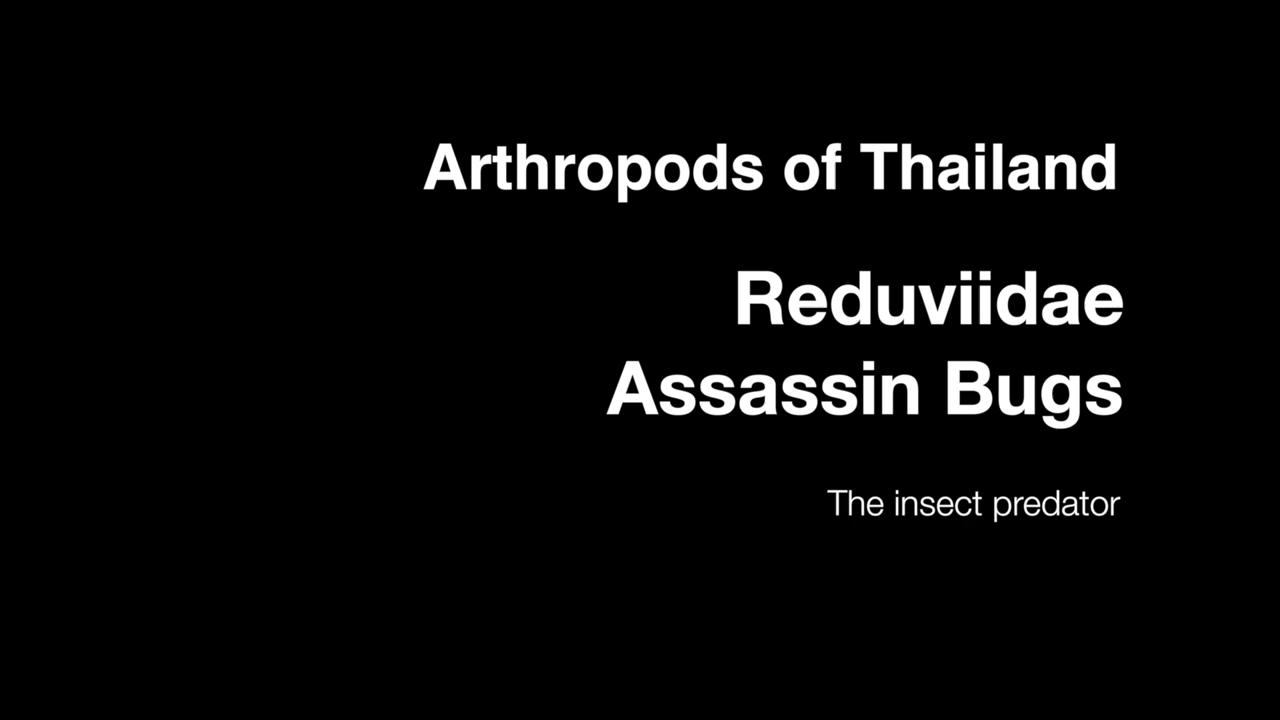 Arthropods of Thailand
Reduviidae
Assassin Bugs
The insect predator